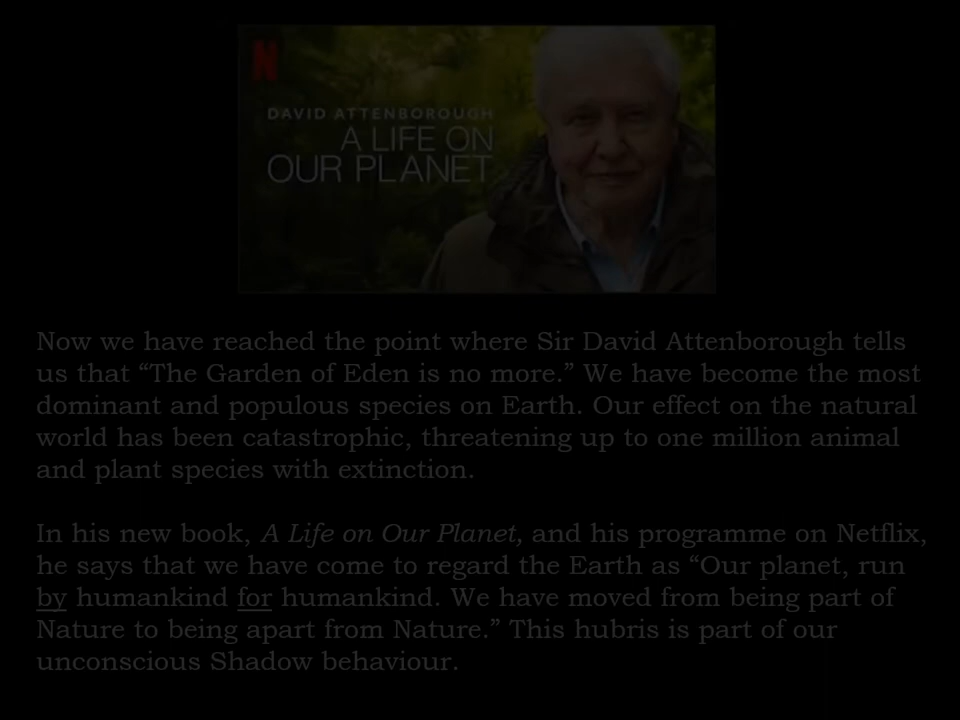 N
DAVID ATTENBOROUGH
A LIFE ON
OUR PLANET
Now we have reached the point where Sir David Attenborough tells
us that “The Garden of Eden is no more.” We have become the most
dominant and populous species on Earth. Our effect on the natural
world has been catastrophic, threatening up to one million animal
and plant species with extinction.
In his new book, A Life on Our Planet, and his programme on Netflix,
he says that we have come to regard the Earth as “Our planet, run
by humankind for humankind. We have moved from being part of
Nature to being apart from Nature.” This hubris is part of our
unconscious Shadow behaviour.